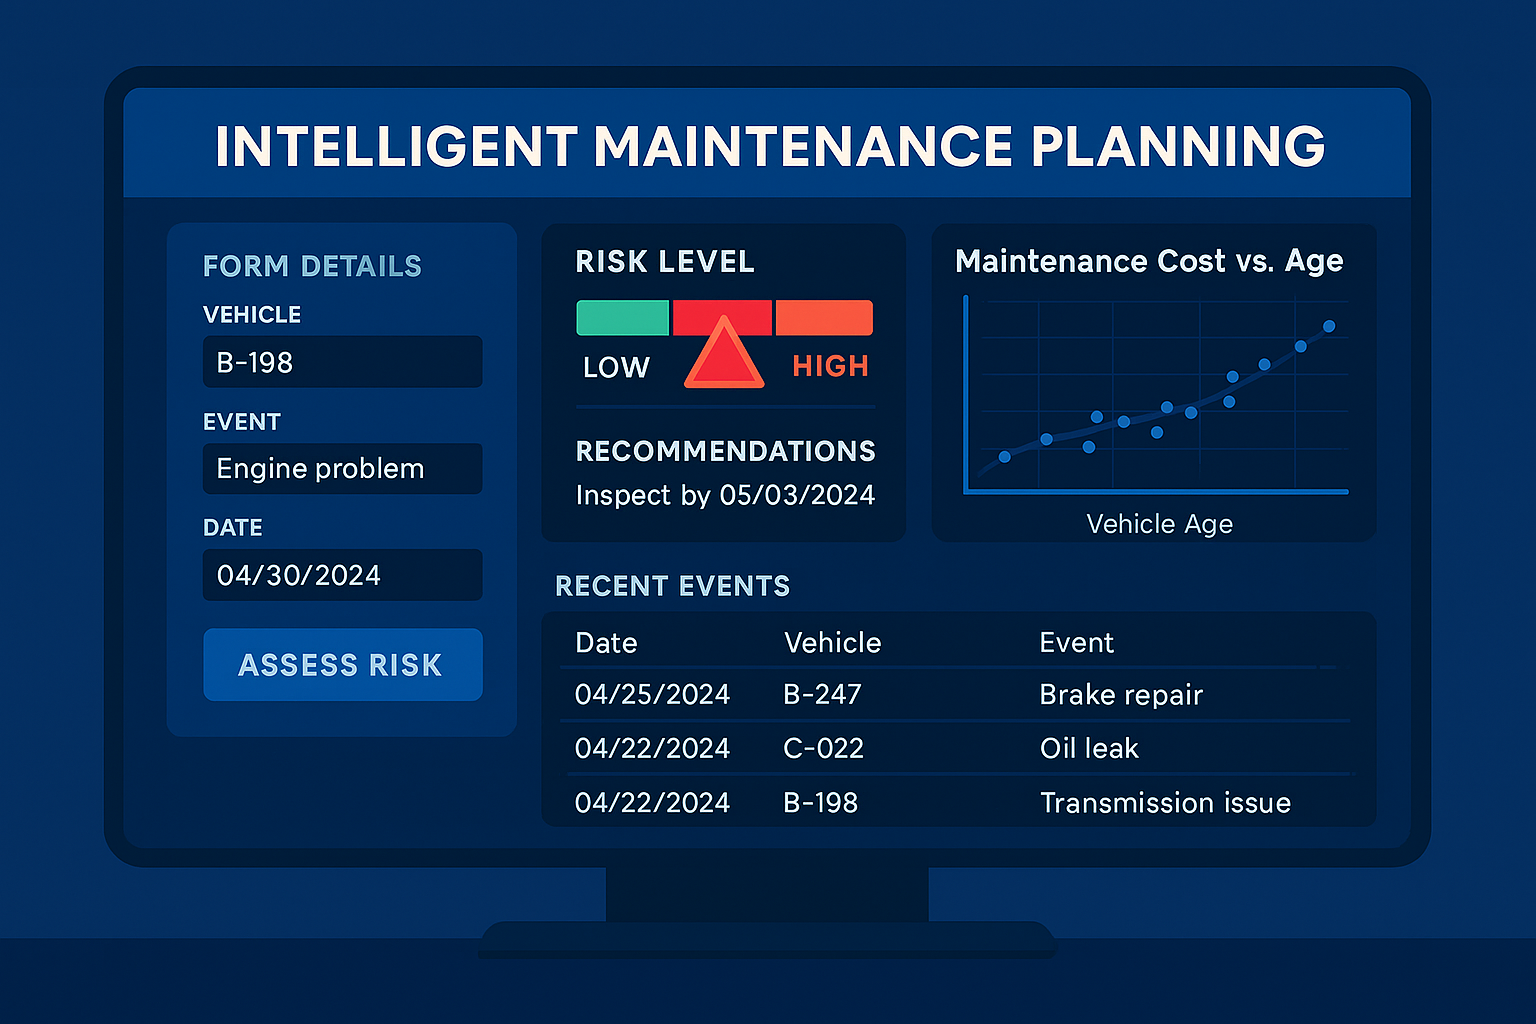 INTELLIGENT MAINTENANCE PLANNING
FORM DETAILS
VEHICLE
B-198
EVENT
Engine problem
DATE
04/30/2024
ASSESS RISK
RISK LEVEL
LOW HIGH
RECOMMENDATIONS
Inspect by 05/03/2024
Maintenance Cost vs. Age
Vehicle Age
RECENT EVENTS
Date Vehicle Event
04/25/2024 B-247 Brake repair
04/22/2024 C-022 Oil leak
04/22/2024 B-198 Transmission issue